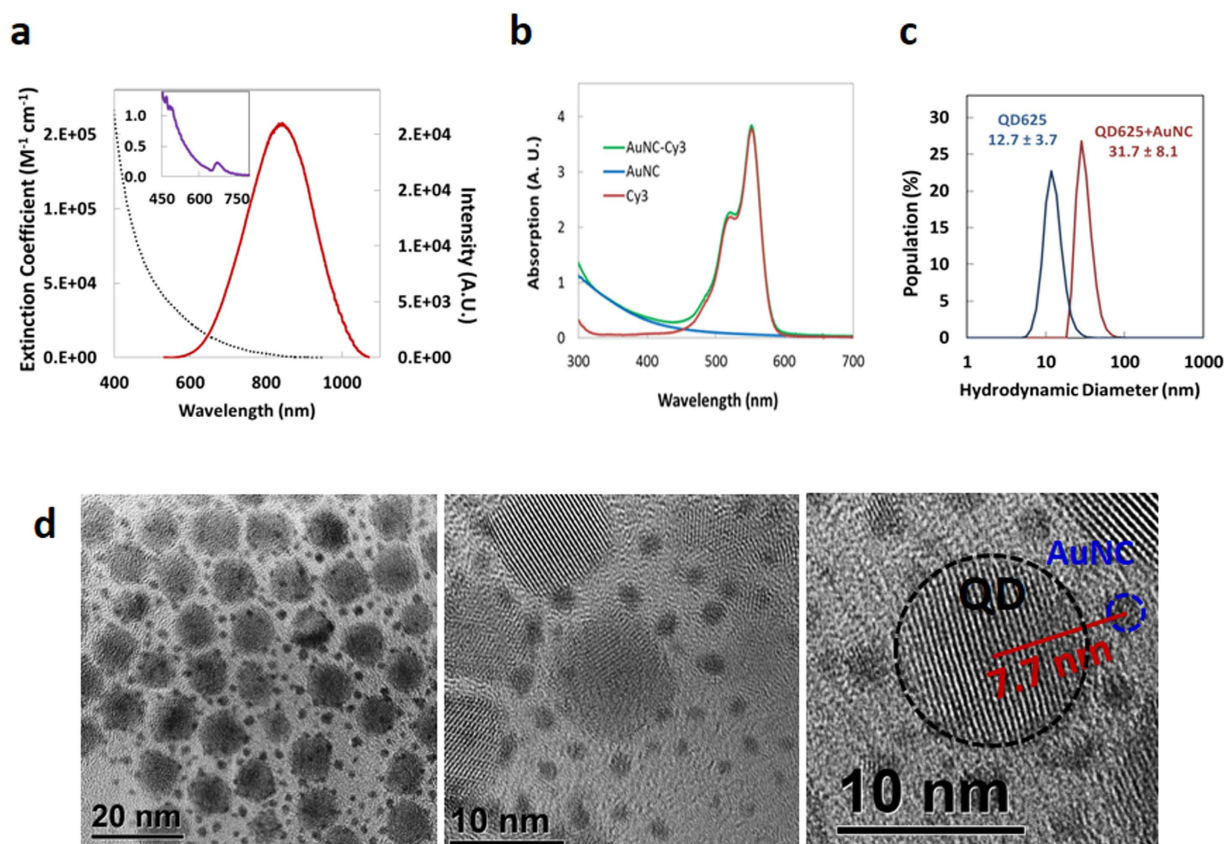 a
b
c
Extinction Coefficient (M⁻¹ cm⁻¹)
2.E+05
1.E+05
5.E+04
0.E+00
1.0
0.5
0.0
450 600 750
2.E+04
2.E+04
1.E+04
5.E+03
0.E+00
Intensity (A.U.)
400 600 800 1000
Wavelength (nm)
Absorption (A. U.)
4
3
2
1
0
AuNC-Cy3
AuNC
Cy3
300 400 500 600 700
Wavelength (nm)
Population (%)
30
25
20
15
10
5
0
QD625
12.7 ± 3.7
QD625+AuNC
31.7 ± 8.1
1 10 100 1000
Hydrodynamic Diameter (nm)
d
20 nm
10 nm
AuNC
QD
7.7 nm
10 nm